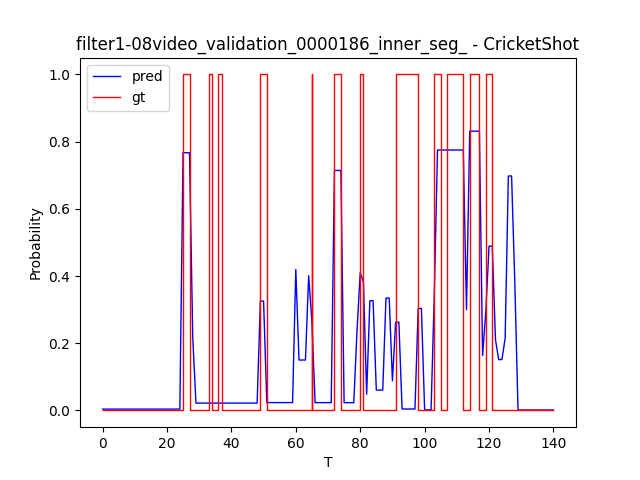 filter1-08video_validation_0000186_inner_seg_ - CricketShot
pred
gt
1.0
0.8
0.6
0.4
0.2
0.0
Probability
0 20 40 60 80 100 120 140
T